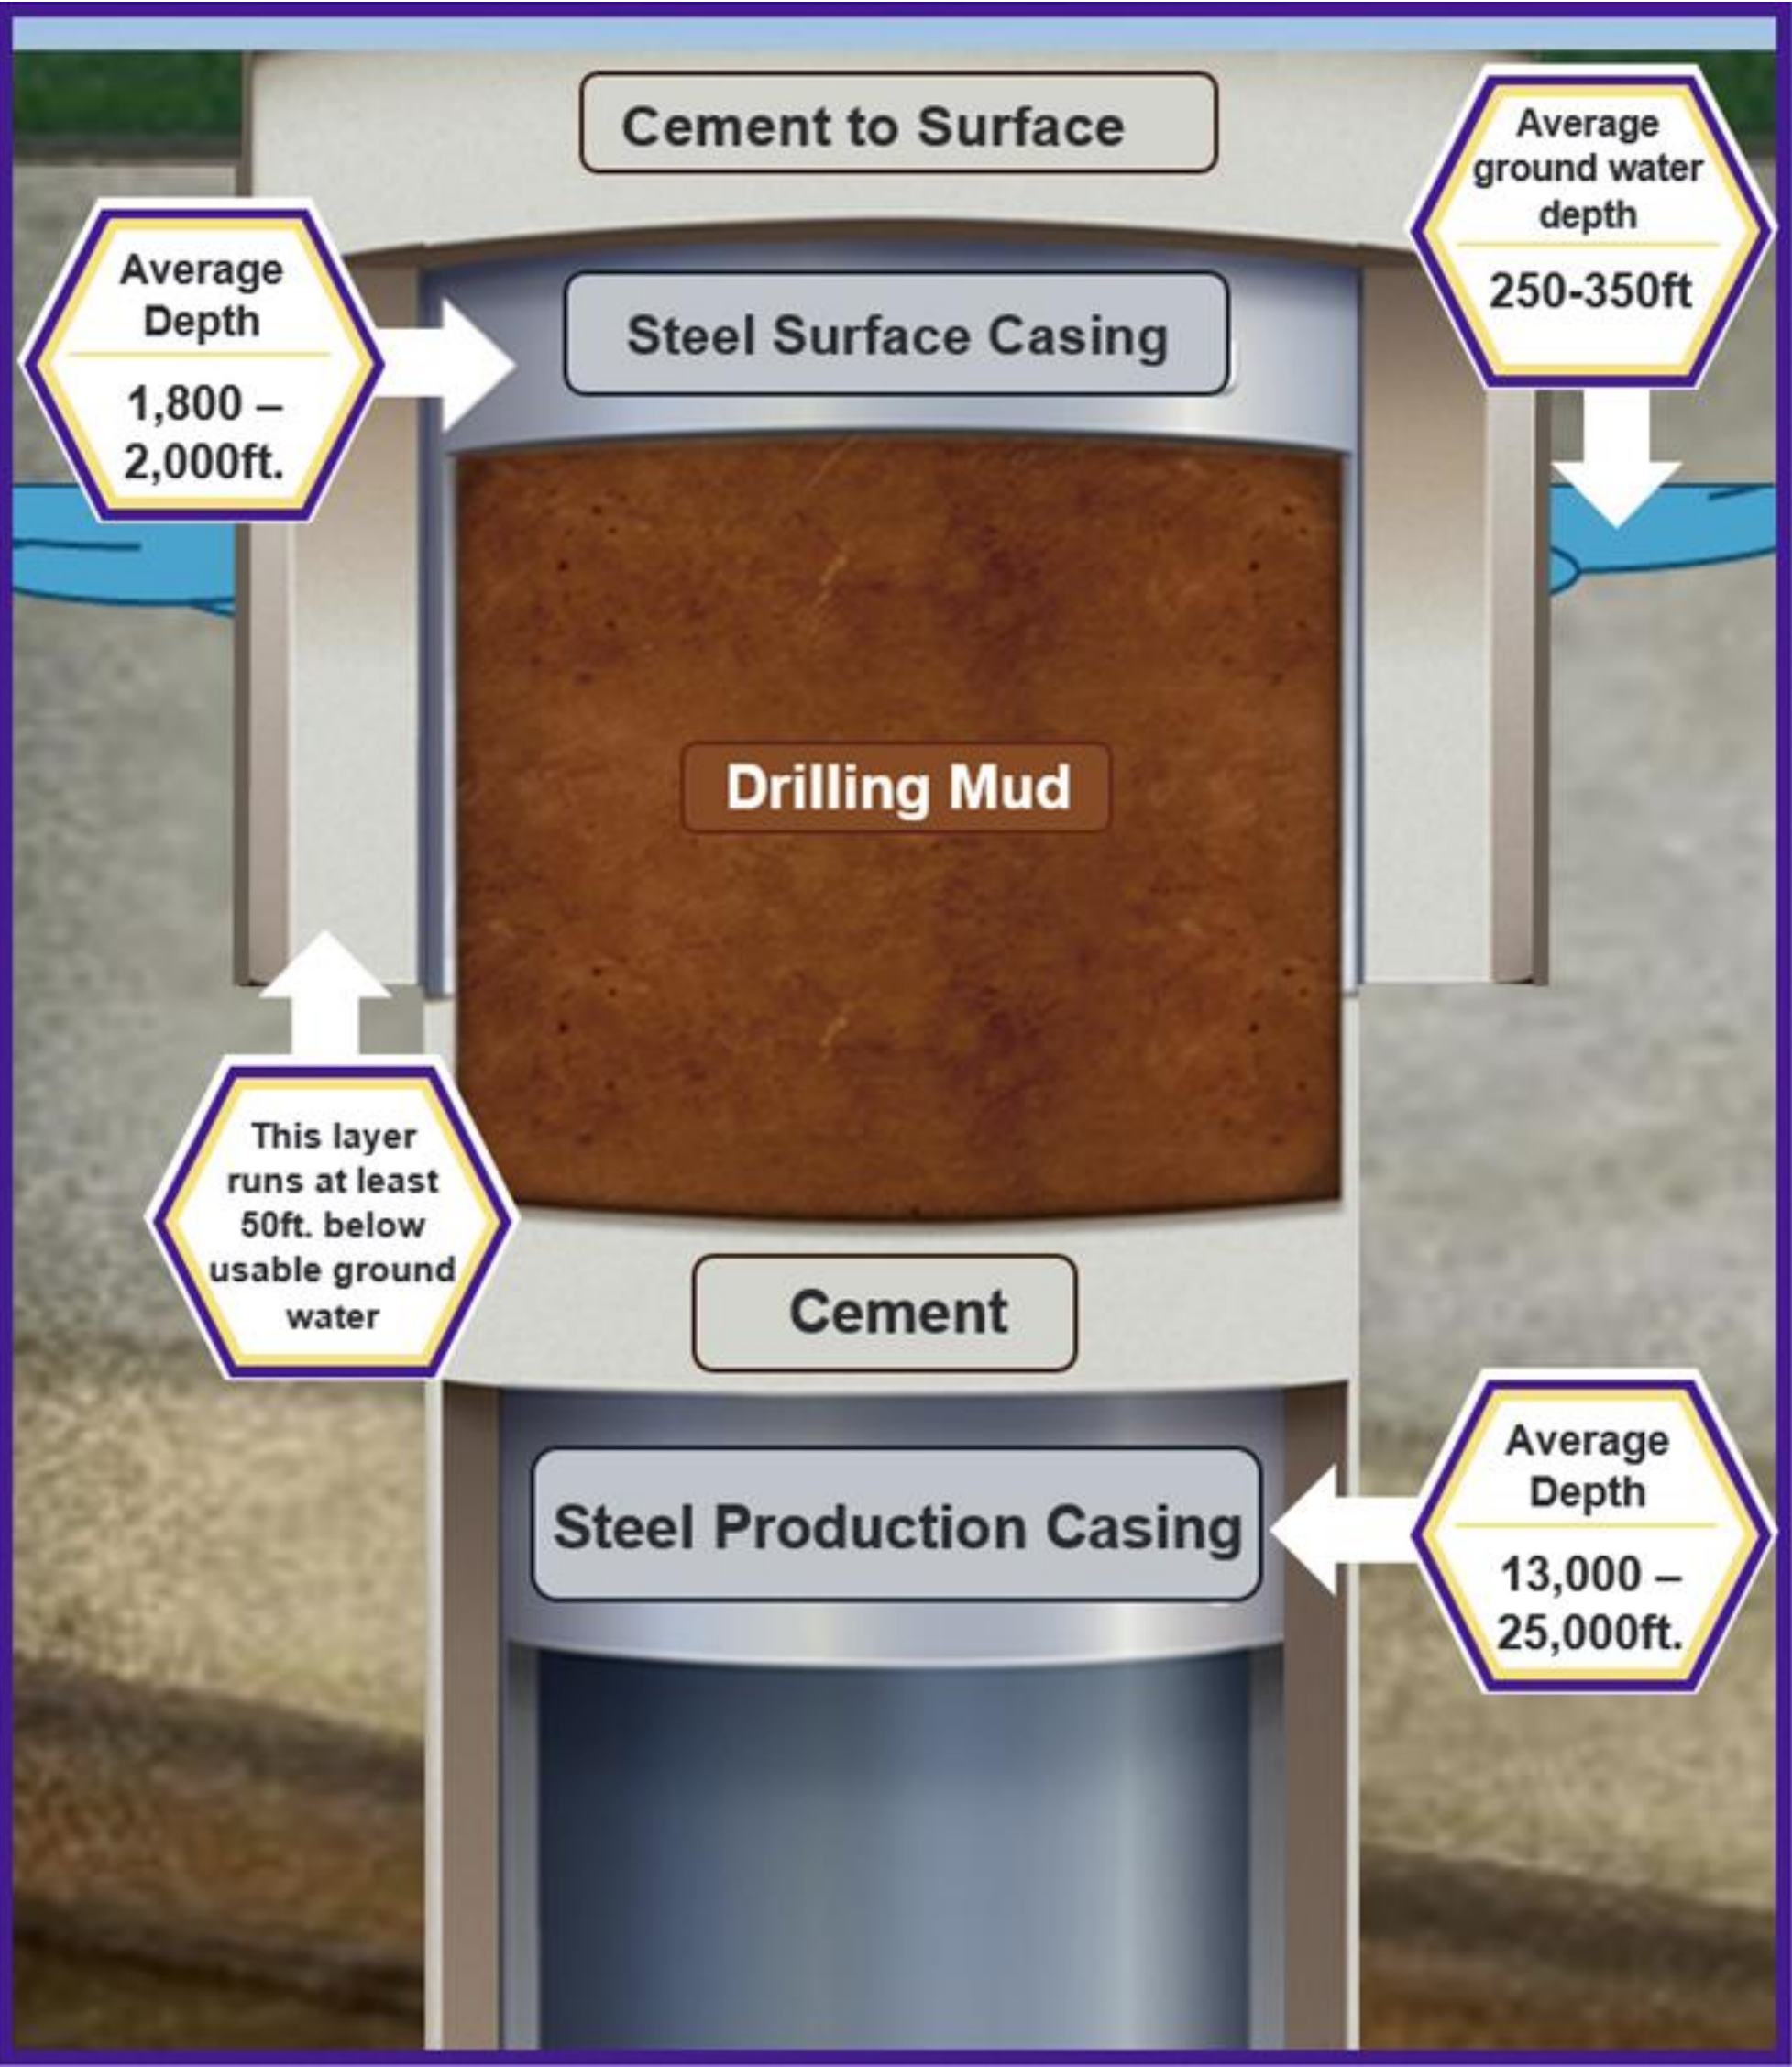 Cement to Surface
Average
ground water
depth
250-350ft
Average
Depth
1,800 –
2,000ft.
Steel Surface Casing
Drilling Mud
This layer
runs at least
50ft. below
usable ground
water
Cement
Steel Production Casing
Average
Depth
13,000 –
25,000ft.